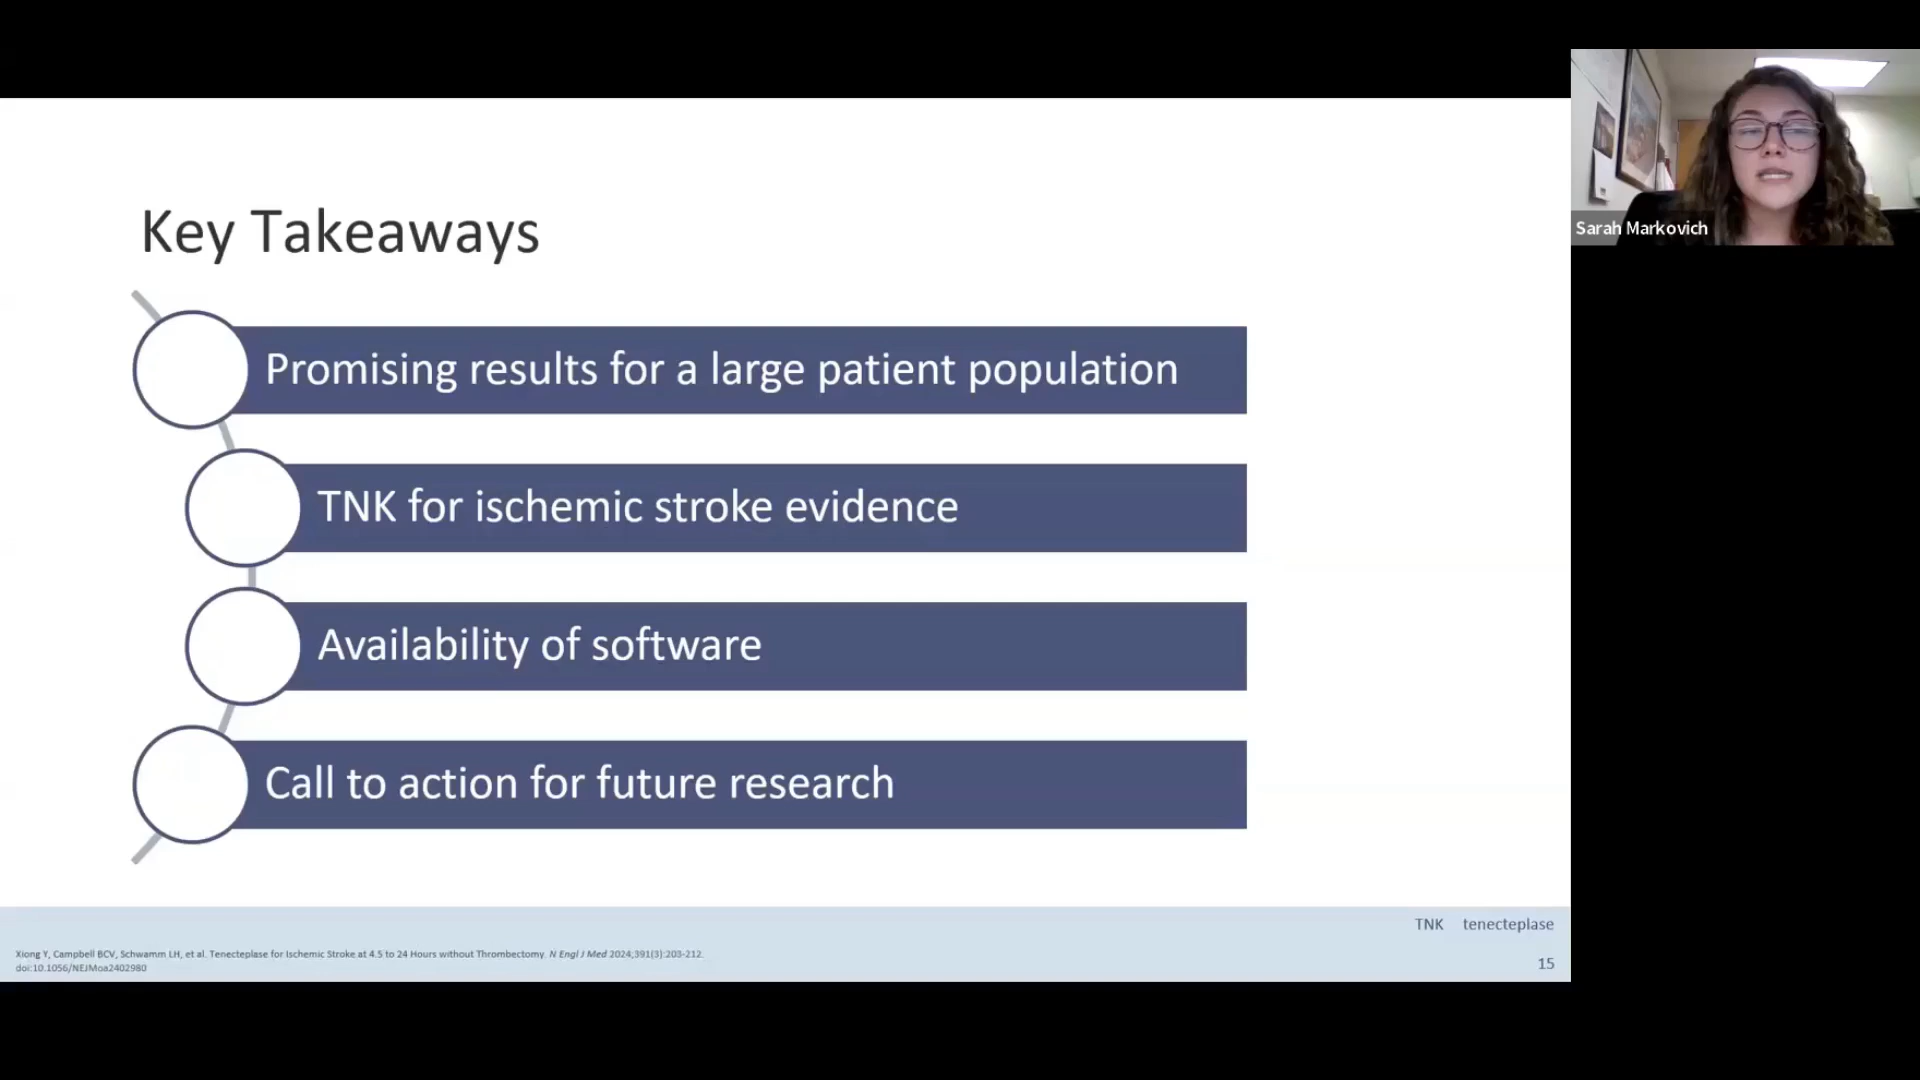 Key Takeaways
Promising results for a large patient population
TNK for ischemic stroke evidence
Availability of software
Call to action for future research
TNK tenecteplase
Xiong Y, Campbell BCV, Schwamm LH, et al. Tenecteplase for Ischemic Stroke at 4.5 to 24 Hours without Thrombectomy. N Engl J Med 2024;391(3):203-212.
doi:10.1056/NEJMoa2402980
15
Sarah Markovich